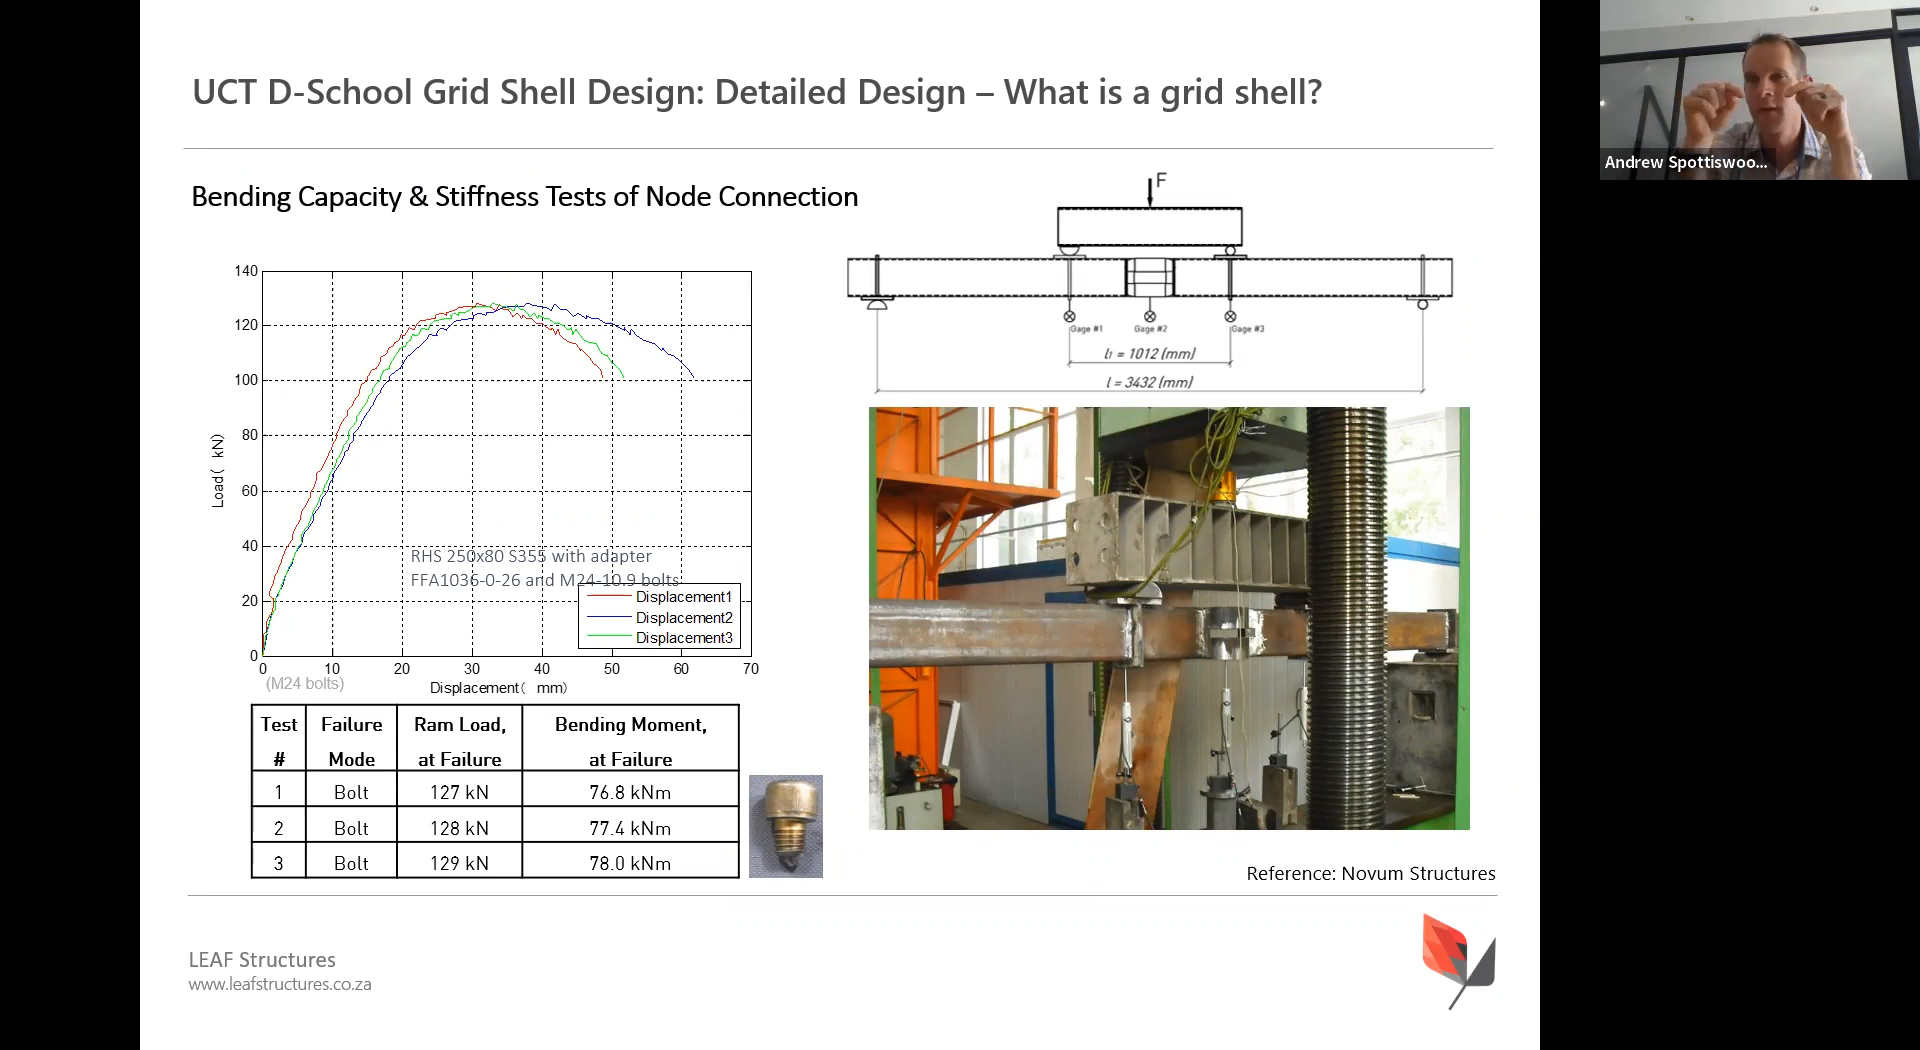 UCT D-School Grid Shell Design: Detailed Design – What is a grid shell?
Andrew Spottiswoo...
Bending Capacity & Stiffness Tests of Node Connection
F
Gage #1
Gage #2
Gage #3
l₁ = 1012 (mm)
l = 3432 (mm)
140
120
100
80
60
40
20
0
Load( kN)
RHS 250x80 S355 with adapter
FFA1036-0-26 and M24-10.9 bolts
Displacement1
Displacement2
Displacement3
0 10 20 30 40 50 60 70
(M24 bolts)
Displacement( mm)
Test # Failure Mode Ram Load, at Failure Bending Moment, at Failure
1 Bolt 127 kN 76.8 kNm
2 Bolt 128 kN 77.4 kNm
3 Bolt 129 kN 78.0 kNm
Reference: Novum Structures
LEAF Structures
www.leafstructures.co.za